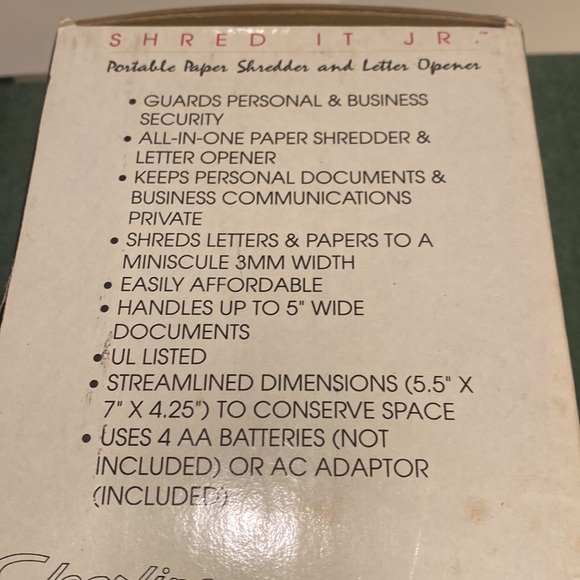 SHRED IT JR.™
Portable Paper Shredder and Letter Opener
• GUARDS PERSONAL & BUSINESS
SECURITY
• ALL-IN-ONE PAPER SHREDDER &
LETTER OPENER
• KEEPS PERSONAL DOCUMENTS &
BUSINESS COMMUNICATIONS
PRIVATE
• SHREDS LETTERS & PAPERS TO A
MINISCULE 3MM WIDTH
• EASILY AFFORDABLE
• HANDLES UP TO 5" WIDE
DOCUMENTS
• UL LISTED
• STREAMLINED DIMENSIONS (5.5" X
7" X 4.25") TO CONSERVE SPACE
• USES 4 AA BATTERIES (NOT
INCLUDED) OR AC ADAPTOR
(INCLUDED)